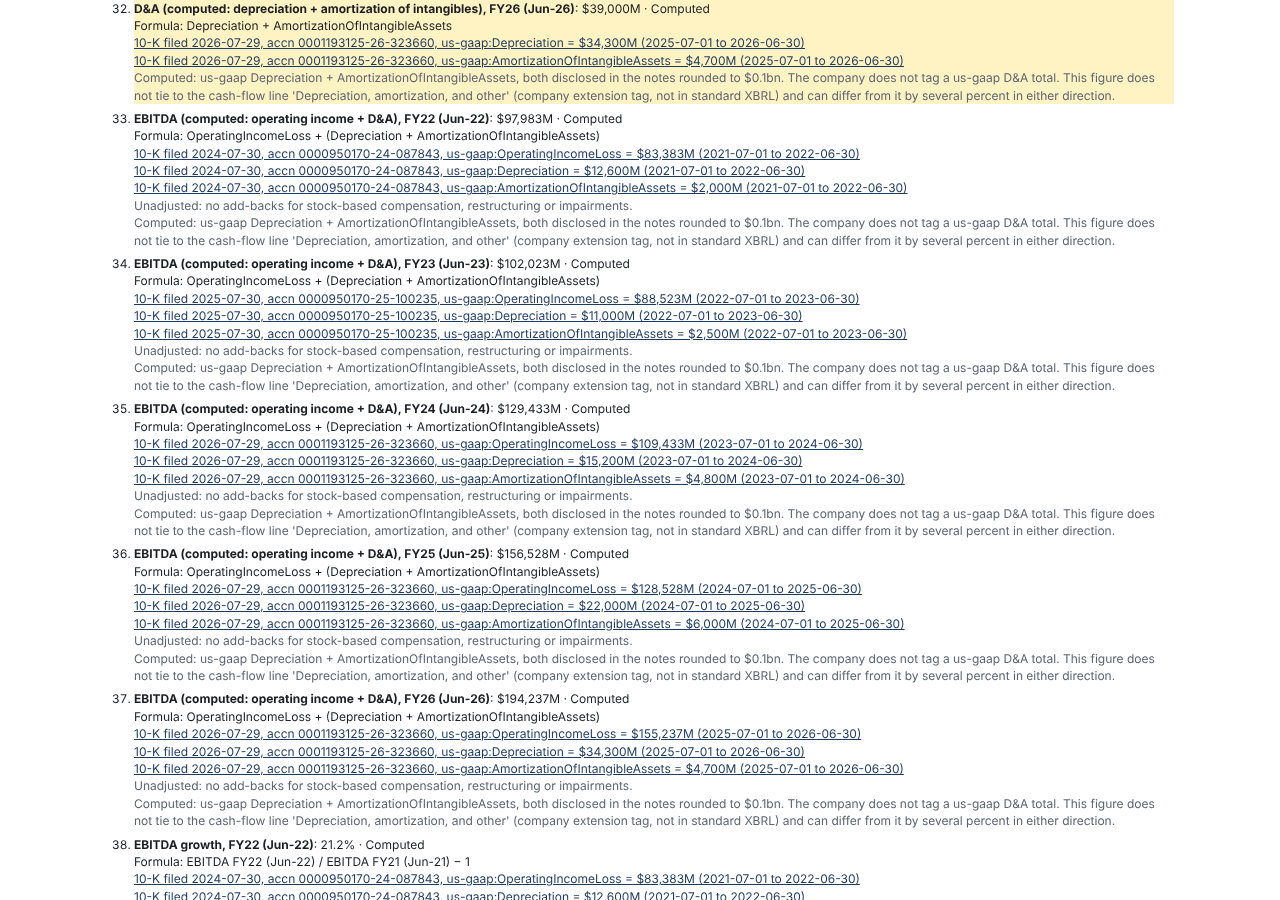 32. D&A (computed: depreciation + amortization of intangibles), FY26 (Jun-26): $39,000M · Computed
Formula: Depreciation + AmortizationOfIntangibleAssets
10-K filed 2026-07-29, accn 0001193125-26-323660, us-gaap:Depreciation = $34,300M (2025-07-01 to 2026-06-30)
10-K filed 2026-07-29, accn 0001193125-26-323660, us-gaap:AmortizationOfIntangibleAssets = $4,700M (2025-07-01 to 2026-06-30)
Computed: us-gaap Depreciation + AmortizationOfIntangibleAssets, both disclosed in the notes rounded to $0.1bn. The company does not tag a us-gaap D&A total. This figure does
not tie to the cash-flow line 'Depreciation, amortization, and other' (company extension tag, not in standard XBRL) and can differ from it by several percent in either direction.
33. EBITDA (computed: operating income + D&A), FY22 (Jun-22): $97,983M · Computed
Formula: OperatingIncomeLoss + (Depreciation + AmortizationOfIntangibleAssets)
10-K filed 2024-07-30, accn 0000950170-24-087843, us-gaap:OperatingIncomeLoss = $83,383M (2021-07-01 to 2022-06-30)
10-K filed 2024-07-30, accn 0000950170-24-087843, us-gaap:Depreciation = $12,600M (2021-07-01 to 2022-06-30)
10-K filed 2024-07-30, accn 0000950170-24-087843, us-gaap:AmortizationOfIntangibleAssets = $2,000M (2021-07-01 to 2022-06-30)
Unadjusted: no add-backs for stock-based compensation, restructuring or impairments.
Computed: us-gaap Depreciation + AmortizationOfIntangibleAssets, both disclosed in the notes rounded to $0.1bn. The company does not tag a us-gaap D&A total. This figure does
not tie to the cash-flow line 'Depreciation, amortization, and other' (company extension tag, not in standard XBRL) and can differ from it by several percent in either direction.
34. EBITDA (computed: operating income + D&A), FY23 (Jun-23): $102,023M · Computed
Formula: OperatingIncomeLoss + (Depreciation + AmortizationOfIntangibleAssets)
10-K filed 2025-07-30, accn 0000950170-25-100235, us-gaap:OperatingIncomeLoss = $88,523M (2022-07-01 to 2023-06-30)
10-K filed 2025-07-30, accn 0000950170-25-100235, us-gaap:Depreciation = $11,000M (2022-07-01 to 2023-06-30)
10-K filed 2025-07-30, accn 0000950170-25-100235, us-gaap:AmortizationOfIntangibleAssets = $2,500M (2022-07-01 to 2023-06-30)
Unadjusted: no add-backs for stock-based compensation, restructuring or impairments.
Computed: us-gaap Depreciation + AmortizationOfIntangibleAssets, both disclosed in the notes rounded to $0.1bn. The company does not tag a us-gaap D&A total. This figure does
not tie to the cash-flow line 'Depreciation, amortization, and other' (company extension tag, not in standard XBRL) and can differ from it by several percent in either direction.
35. EBITDA (computed: operating income + D&A), FY24 (Jun-24): $129,433M · Computed
Formula: OperatingIncomeLoss + (Depreciation + AmortizationOfIntangibleAssets)
10-K filed 2026-07-29, accn 0001193125-26-323660, us-gaap:OperatingIncomeLoss = $109,433M (2023-07-01 to 2024-06-30)
10-K filed 2026-07-29, accn 0001193125-26-323660, us-gaap:Depreciation = $15,200M (2023-07-01 to 2024-06-30)
10-K filed 2026-07-29, accn 0001193125-26-323660, us-gaap:AmortizationOfIntangibleAssets = $4,800M (2023-07-01 to 2024-06-30)
Unadjusted: no add-backs for stock-based compensation, restructuring or impairments.
Computed: us-gaap Depreciation + AmortizationOfIntangibleAssets, both disclosed in the notes rounded to $0.1bn. The company does not tag a us-gaap D&A total. This figure does
not tie to the cash-flow line 'Depreciation, amortization, and other' (company extension tag, not in standard XBRL) and can differ from it by several percent in either direction.
36. EBITDA (computed: operating income + D&A), FY25 (Jun-25): $156,528M · Computed
Formula: OperatingIncomeLoss + (Depreciation + AmortizationOfIntangibleAssets)
10-K filed 2026-07-29, accn 0001193125-26-323660, us-gaap:OperatingIncomeLoss = $128,528M (2024-07-01 to 2025-06-30)
10-K filed 2026-07-29, accn 0001193125-26-323660, us-gaap:Depreciation = $22,000M (2024-07-01 to 2025-06-30)
10-K filed 2026-07-29, accn 0001193125-26-323660, us-gaap:AmortizationOfIntangibleAssets = $6,000M (2024-07-01 to 2025-06-30)
Unadjusted: no add-backs for stock-based compensation, restructuring or impairments.
Computed: us-gaap Depreciation + AmortizationOfIntangibleAssets, both disclosed in the notes rounded to $0.1bn. The company does not tag a us-gaap D&A total. This figure does
not tie to the cash-flow line 'Depreciation, amortization, and other' (company extension tag, not in standard XBRL) and can differ from it by several percent in either direction.
37. EBITDA (computed: operating income + D&A), FY26 (Jun-26): $194,237M · Computed
Formula: OperatingIncomeLoss + (Depreciation + AmortizationOfIntangibleAssets)
10-K filed 2026-07-29, accn 0001193125-26-323660, us-gaap:OperatingIncomeLoss = $155,237M (2025-07-01 to 2026-06-30)
10-K filed 2026-07-29, accn 0001193125-26-323660, us-gaap:Depreciation = $34,300M (2025-07-01 to 2026-06-30)
10-K filed 2026-07-29, accn 0001193125-26-323660, us-gaap:AmortizationOfIntangibleAssets = $4,700M (2025-07-01 to 2026-06-30)
Unadjusted: no add-backs for stock-based compensation, restructuring or impairments.
Computed: us-gaap Depreciation + AmortizationOfIntangibleAssets, both disclosed in the notes rounded to $0.1bn. The company does not tag a us-gaap D&A total. This figure does
not tie to the cash-flow line 'Depreciation, amortization, and other' (company extension tag, not in standard XBRL) and can differ from it by several percent in either direction.
38. EBITDA growth, FY22 (Jun-22): 21.2% · Computed
Formula: EBITDA FY22 (Jun-22) / EBITDA FY21 (Jun-21) − 1
10-K filed 2024-07-30, accn 0000950170-24-087843, us-gaap:OperatingIncomeLoss = $83,383M (2021-07-01 to 2022-06-30)
10-K filed 2024-07-30, accn 0000950170-24-087843, us-gaap:Depreciation = $12,600M (2021-07-01 to 2022-06-30)